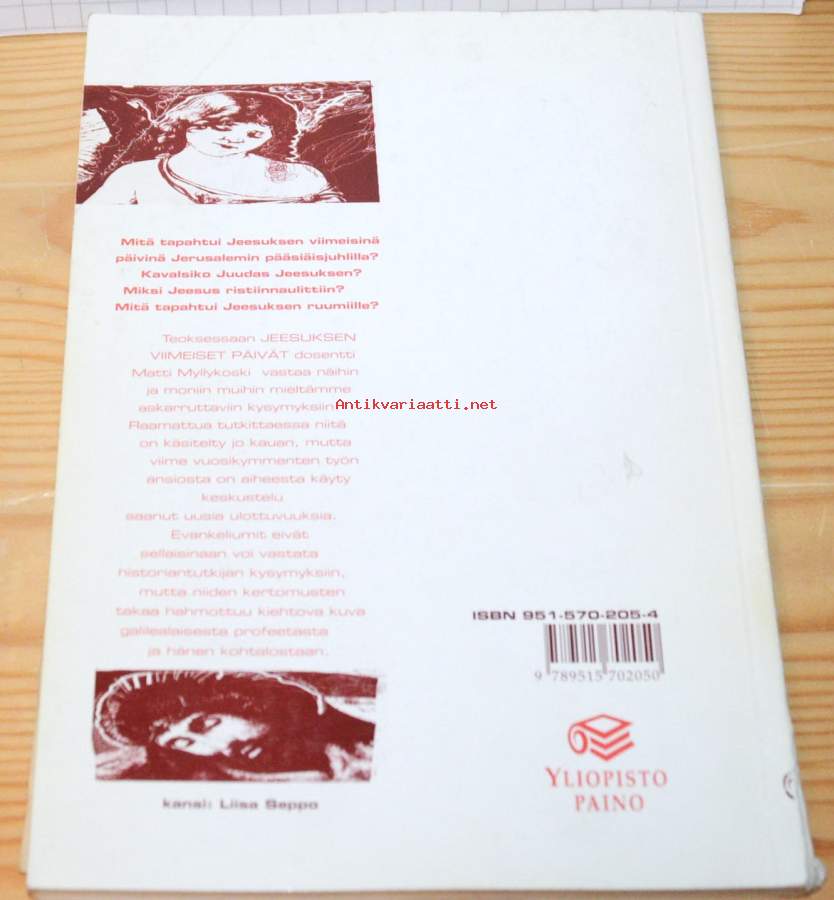 Mitä tapahtui Jeesuksen viimeisinä
päivinä Jerusalemin pääsiäisjuhlilla?
Kavalsiko Juudas Jeesuksen?
Miksi Jeesus ristiinnaulittiin?
Mitä tapahtui Jeesuksen ruumiille?
Teoksessaan JEESUKSEN
VIIMEISET PÄIVÄT dosentti
Matti Myllykoski vastaa näihin
ja moniin muihin mieltämme
askarruttaviin kysymyksiin
Antikvariaatti.net
Raamattua tutkittaessa niitä
on käsitelty jo kauan, mutta
viime vuosikymmenten työn
ansiosta on aiheesta käyty
keskustelu
saanut uusia ulottuvuuksia.
Evankeliumit eivät
sellaisinaan voi vastata
historiantutkijan kysymyksiin,
mutta niiden kertomusten
takaa hahmottuu kiehtova kuva
galilealaisesta profeetasta
ja hänen kohtalostaan.
kansi: Liisa Seppo
ISBN 951-570-205-4
9 789515 702050
YLIOPISTO
PAINO